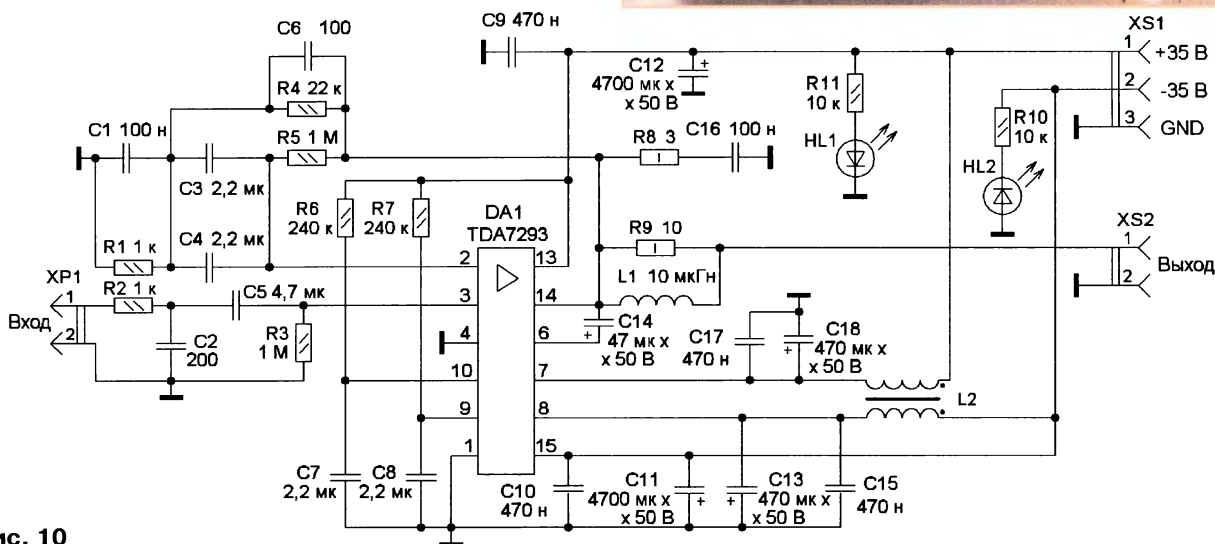 C6 100
C9 470 н
XS1
R4 22 к
C12
4700 мк х
х 50 В
R11
10 к
1
+35 В
2
-35 В
3
GND
R10
10 к
C1 100 н
R5 1 М
R8 3
C16 100 н
HL1
HL2
C3 2,2 мк
R6
240 к
R7
240 к
DA1
TDA7293
R9 10
XS2
1
Выход
2
R1 1 к
C4 2,2 мк
2
13
L1 10 мкГн
XP1
1
Вход
2
R2 1 к
C5 4,7 мк
3
14
C2
200
R3
1 М
4
6
C14
47 мк х
х 50 В
C17
470 н
C18
470 мк х
х 50 В
10
7
L2
9
8
1
15
C7
2,2 мк
C8
2,2 мк
C10
470 н
C11
4700 мк х
х 50 В
C13
470 мк х
х 50 В
C15
470 н
ис. 10